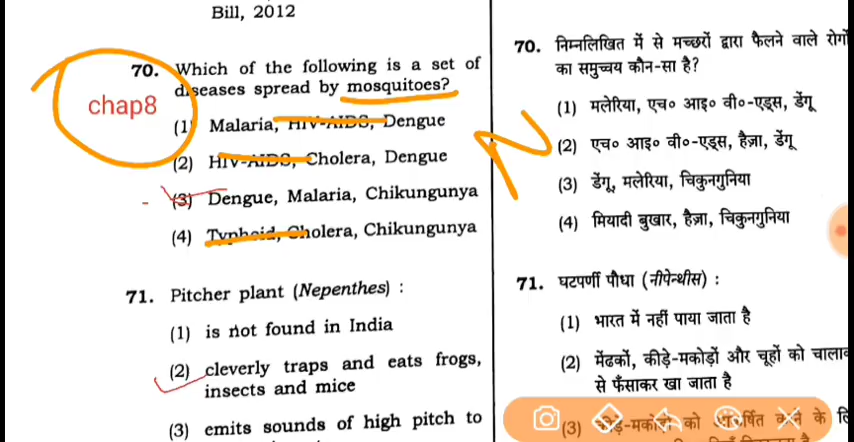 Bill, 2012
70. Which of the following is a set of
diseases spread by mosquitoes?
chap8
(1) Malaria, HIV-AIDS, Dengue
(2) HIV-AIDS, Cholera, Dengue
(3) Dengue, Malaria, Chikungunya
(4) Typhoid, Cholera, Chikungunya
71. Pitcher plant (Nepenthes) :
(1) is not found in India
(2) cleverly traps and eats frogs,
insects and mice
(3) emits sounds of high pitch to
70. निम्नलिखित में से मच्छरों द्वारा फैलने वाले रोगों
का समुच्चय कौन-सा है?
(1) मलेरिया, एच० आइ० वी०-एड्स, डेंगू
(2) एच० आइ० वी०-एड्स, हैज़ा, डेंगू
(3) डेंगू, मलेरिया, चिकुनगुनिया
(4) मियादी बुखार, हैज़ा, चिकुनगुनिया
71. घटपर्णी पौधा (नीपेन्थीस) :
(1) भारत में नहीं पाया जाता है
(2) मेंढकों, कीड़े-मकोड़ों और चूहों को
से फँसाकर खा जाता है
(3) को के